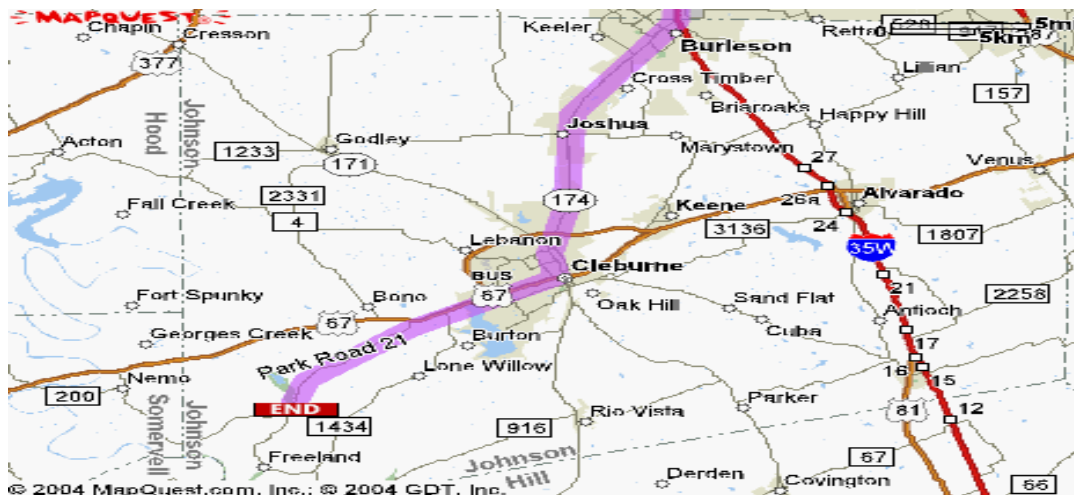 MAPQUEST
Chapin
Cresson
377
Keeler
Burleson
Retta
5m
5km
Lillian
157
Cross Timber
Briaroaks
Happy Hill
Johnson
Hood
Acton
1233
Godley
171
Joshua
Marystown
27
Venus
2331
4
174
Keene
26a
Alvarado
24
Fall Creek
Lebanon
3136
35W
1807
BUS
67
Cleburne
Oak Hill
21
2258
Fort Spunky
Bono
67
Sand Flat
Antioch
Georges Creek
Burton
Cuba
17
Park Road 21
Lone Willow
16
15
Nemo
200
END
1434
916
Rio Vista
Parker
81
12
Somervell
Johnson
Freeland
Johnson
Hill
Derden
Covington
67
66
© 2004 MapQuest.com, Inc.; © 2004 GDT, Inc.